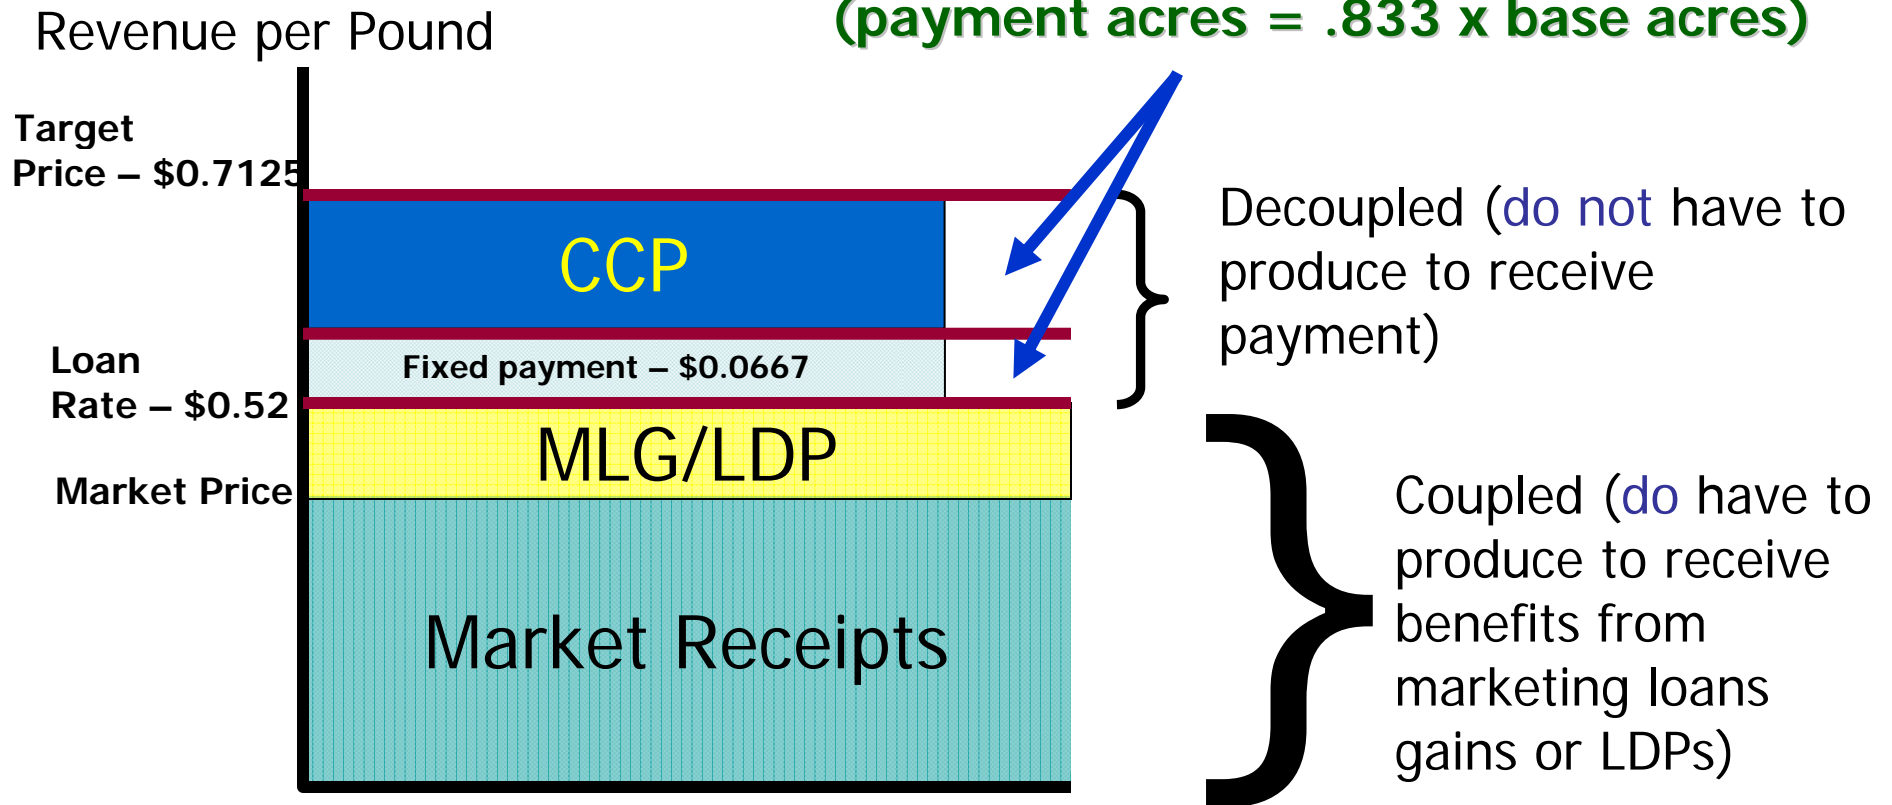 (payment acres = .833 x base acres)
Revenue per Pound
Target
Price – $0.7125
CCP
Decoupled (do not have to
produce to receive
payment)
Fixed payment – $0.0667
Loan
Rate – $0.52
MLG/LDP
Market Price
Market Receipts
Coupled (do have to
produce to receive
benefits from
marketing loans
gains or LDPs)